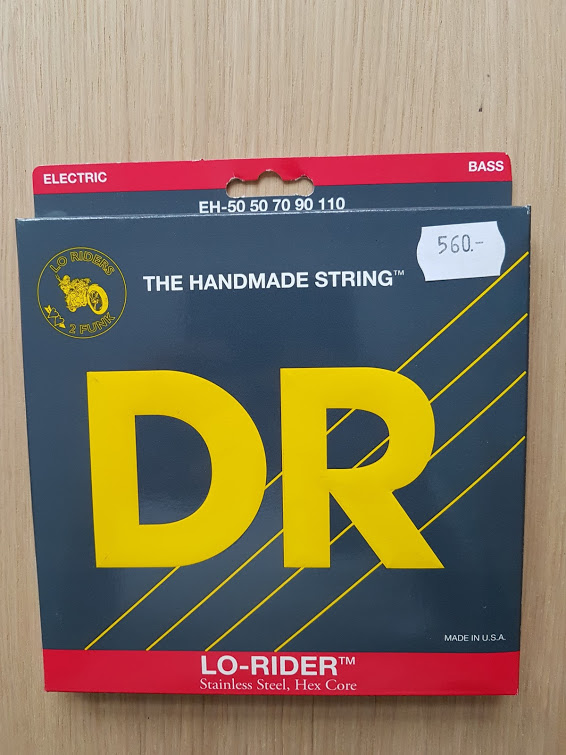 ELECTRIC
BASS
EH-50 50 70 90 110
560.-
LO RIDERS
2 FUNK
THE HANDMADE STRING™
DR
MADE IN U.S.A.
LO-RIDER™
Stainless Steel, Hex Core